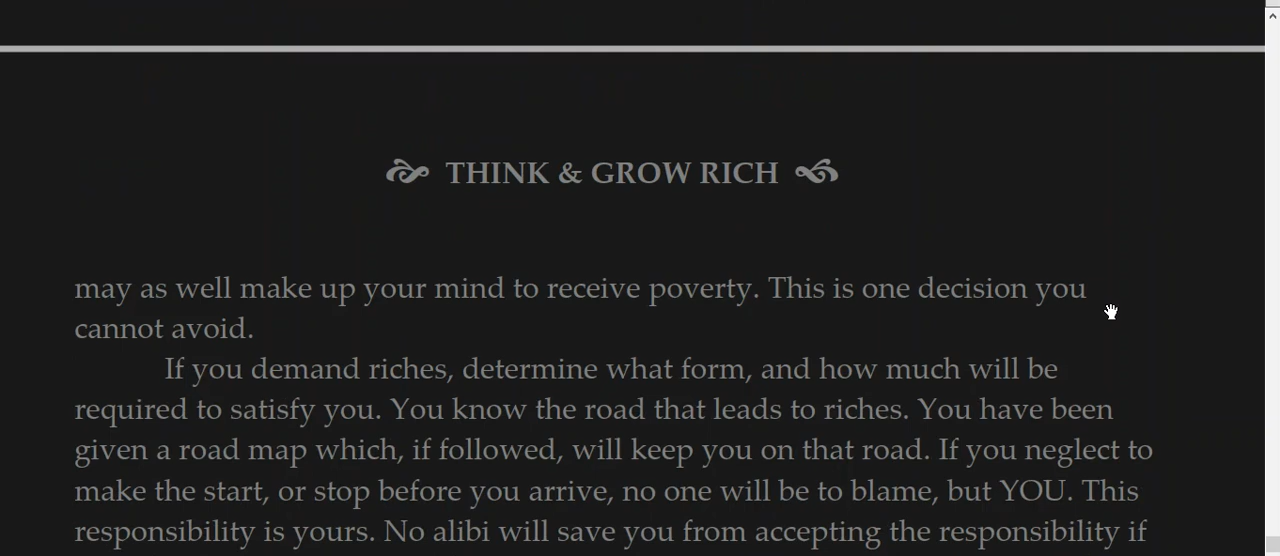 THINK & GROW RICH
may as well make up your mind to receive poverty. This is one decision you
cannot avoid.
If you demand riches, determine what form, and how much will be
required to satisfy you. You know the road that leads to riches. You have been
given a road map which, if followed, will keep you on that road. If you neglect to
make the start, or stop before you arrive, no one will be to blame, but YOU. This
responsibility is yours. No alibi will save you from accepting the responsibility if